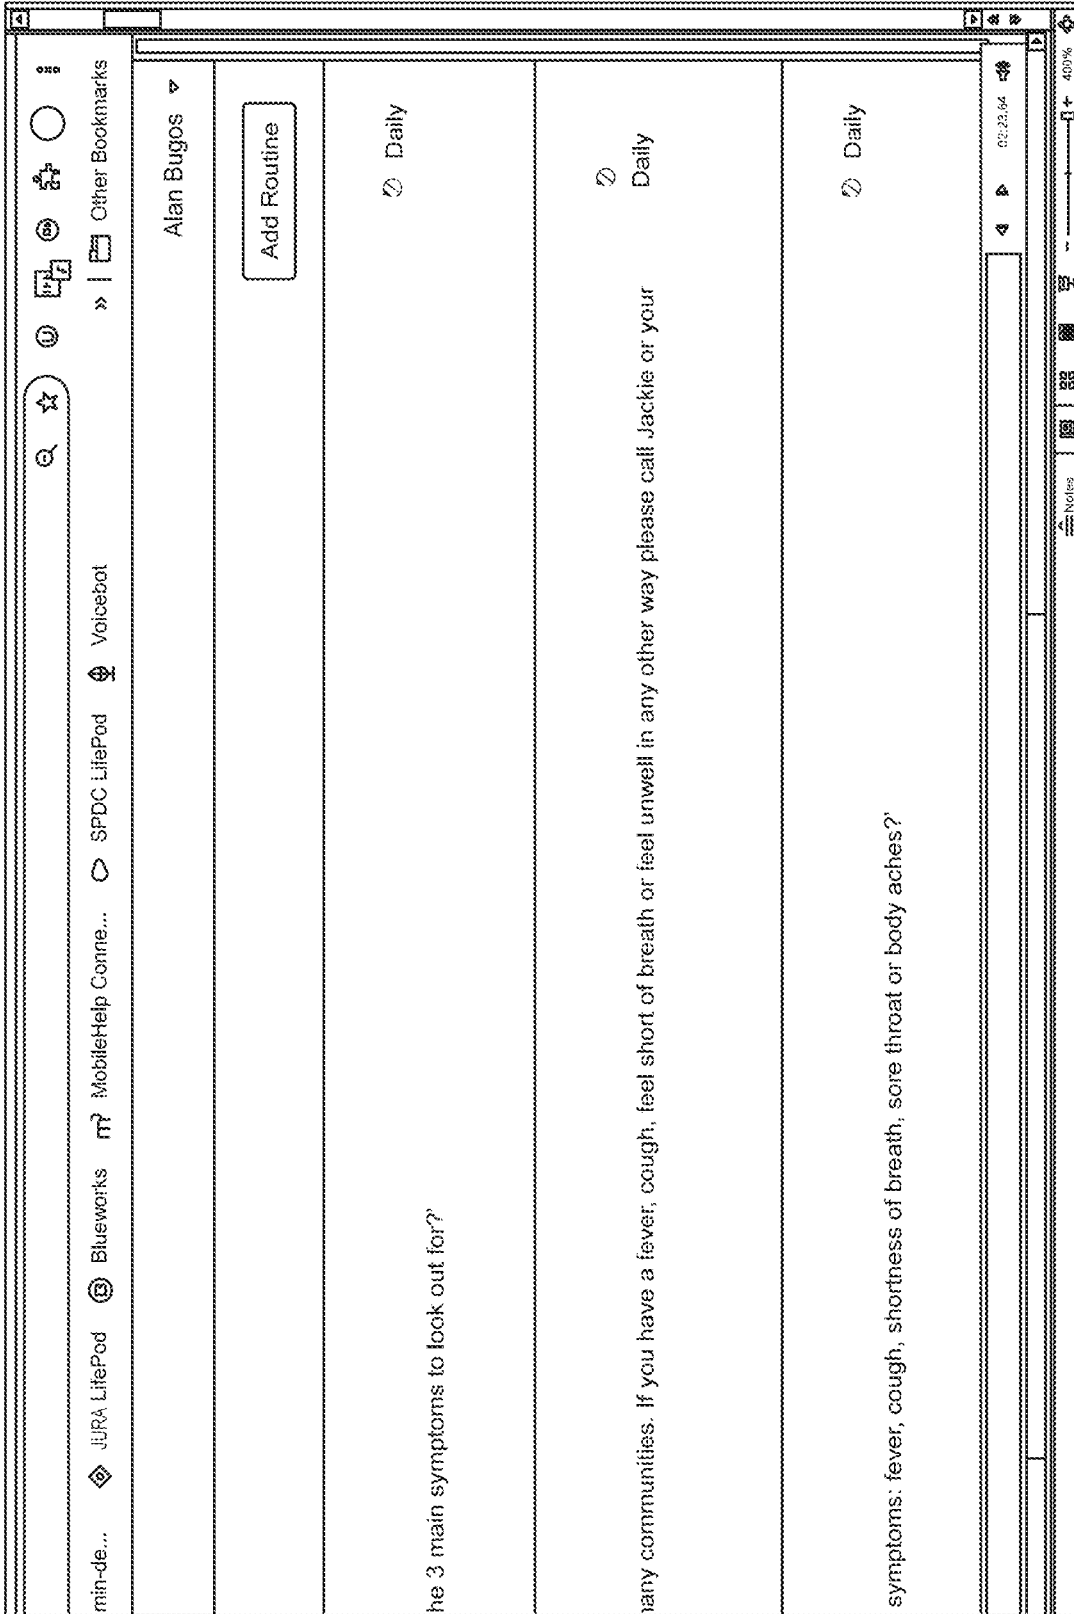 min-de... JURA LifePod Blueworks MobileHelp Conne... SPDC LifePod Voicebot » Other Bookmarks
Alan Bugos
Add Routine
Daily
he 3 main symptoms to look out for?'
Daily
any communities. If you have a fever, cough, feel short of breath or feel unwell in any other way please call Jackie or your
Daily
symptoms: fever, cough, shortness of breath, sore throat or body aches?'
02:23.64
Notes - + 400%